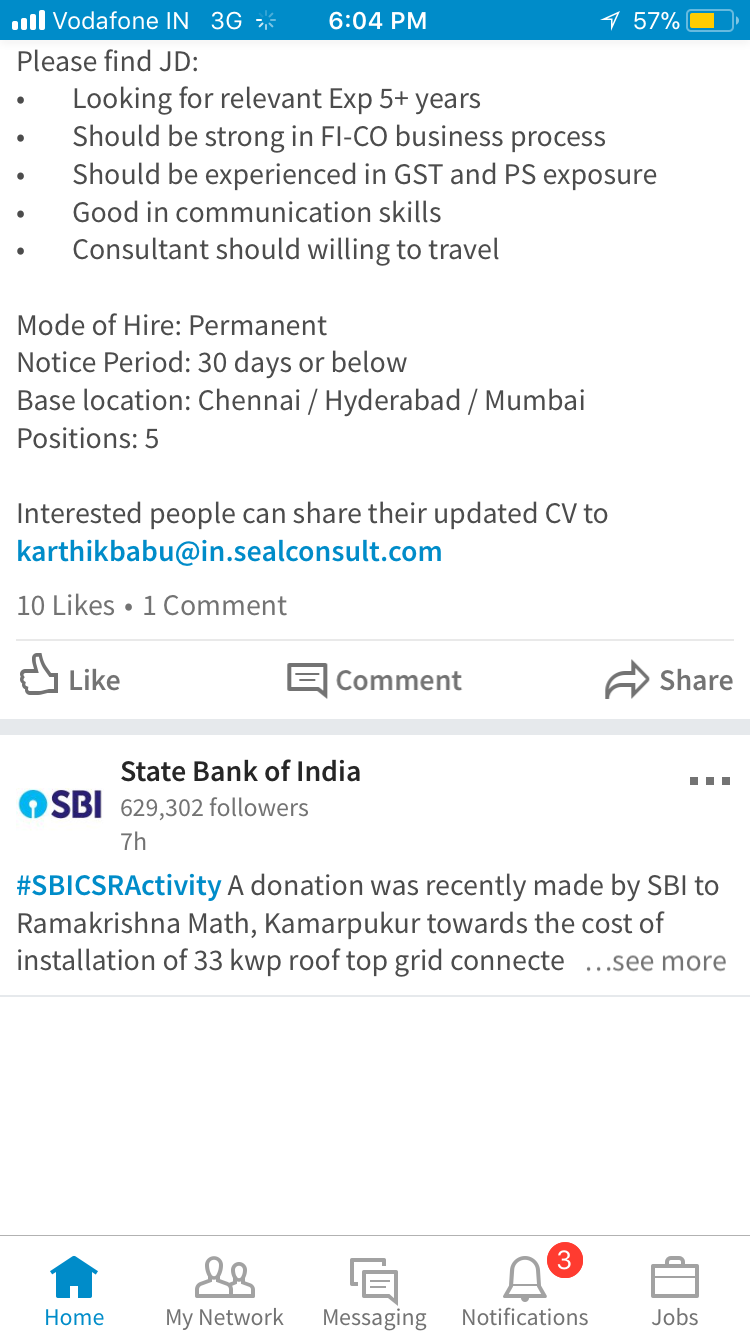 Vodafone IN 3G 6:04 PM 57%
Please find JD:
• Looking for relevant Exp 5+ years
• Should be strong in FI-CO business process
• Should be experienced in GST and PS exposure
• Good in communication skills
• Consultant should willing to travel
Mode of Hire: Permanent
Notice Period: 30 days or below
Base location: Chennai / Hyderabad / Mumbai
Positions: 5
Interested people can share their updated CV to
karthikbabu@in.sealconsult.com
10 Likes • 1 Comment
Like Comment Share
State Bank of India
SBI 629,302 followers
7h
#SBICSRActivity A donation was recently made by SBI to
Ramakrishna Math, Kamarpukur towards the cost of
installation of 33 kwp roof top grid connecte ...see more
3
Home My Network Messaging Notifications Jobs